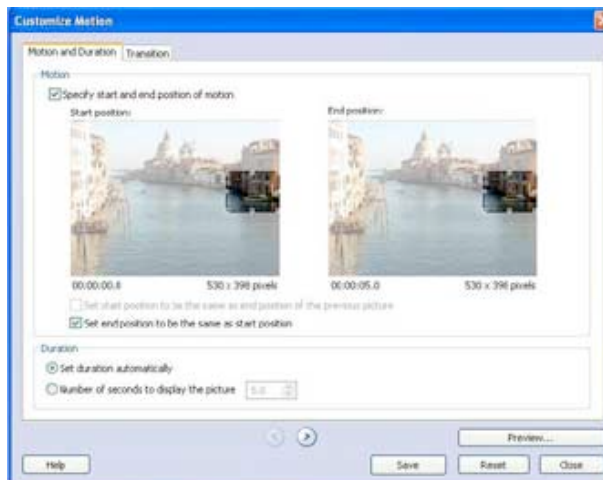 Customize Motion
Motion and Duration Transition
Motion
Specify start and end position of motion
Start position: End position:
00:00:00.0 530 x 398 pixels 00:00:05.0 530 x 398 pixels
Set start position to be the same as end position of the previous picture
Set end position to be the same as start position
Duration
Set duration automatically
Number of seconds to display the picture 5.0
Preview...
Help Save Reset Close